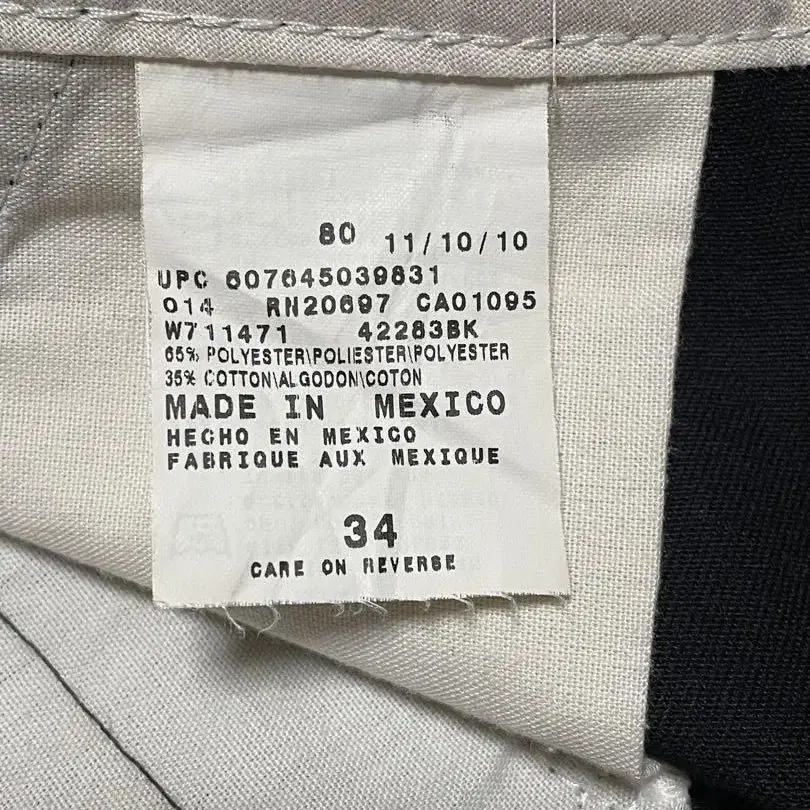 80 11/10/10
UPC 607645039831
014 RN20697 CA01095
W711471 42283BK
65% POLYESTER\POLIESTER\POLYESTER
35% COTTON\ALGODON\COTON
MADE IN MEXICO
HECHO EN MEXICO
FABRIQUE AUX MEXIQUE
34
CARE ON REVERSE